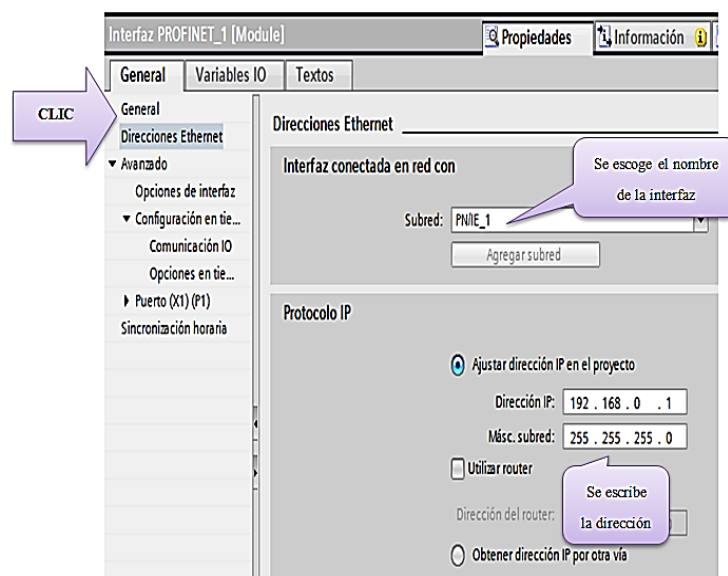 Interfaz PROFINET_1 [Module]
Propiedades
Información
General
Variables IO
Textos
CLIC
General
Direcciones Ethernet
Avanzado
Opciones de interfaz
Configuración en tie...
Comunicación IO
Opciones en tie...
Puerto (X1) (P1)
Sincronización horaria
Direcciones Ethernet
Interfaz conectada en red con
Se escoge el nombre
de la interfaz
Subred: PN/IE_1
Agregar subred
Protocolo IP
Ajustar dirección IP en el proyecto
Dirección IP: 192 . 168 . 0 . 1
Másc. subred: 255 . 255 . 255 . 0
Utilizar router
Se escribe
la dirección
Dirección del router:
Obtener dirección IP por otra vía